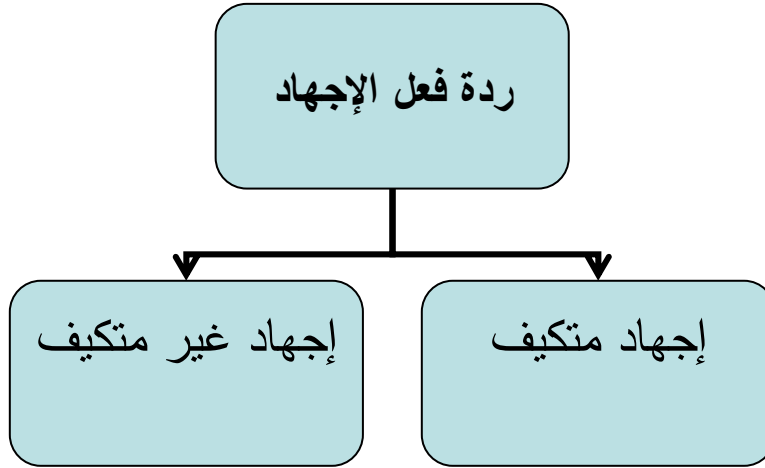 ردة فعل الإجهاد
إجهاد متكيف
إجهاد غير متكيف